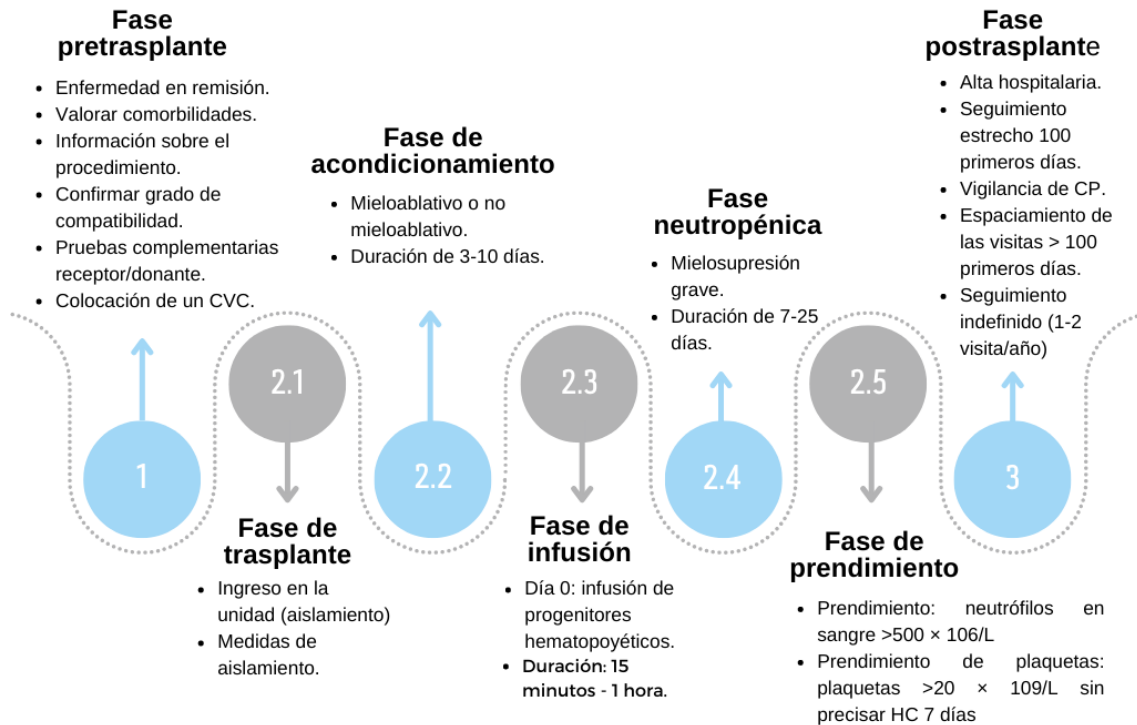 Fase
pretrasplante
• Enfermedad en remisión.
• Valorar comorbilidades.
• Información sobre el
procedimiento.
• Confirmar grado de
compatibilidad.
• Pruebas complementarias
receptor/donante.
• Colocación de un CVC.
1
2.1
Fase de
trasplante
• Ingreso en la
unidad (aislamiento)
• Medidas de
aislamiento.
Fase de
acondicionamiento
• Mieloablativo o no
mieloablativo.
• Duración de 3-10 días.
2.2
2.3
Fase de
infusión
• Día 0: infusión de
progenitores
hematopoyéticos.
• Duración: 15
minutos - 1 hora.
Fase
neutropénica
• Mielosupresión
grave.
• Duración de 7-25
días.
2.4
2.5
Fase de
prendimiento
• Prendimiento: neutrófilos en
sangre >500 × 106/L
• Prendimiento de plaquetas:
plaquetas >20 × 109/L sin
precisar HC 7 días
Fase
postrasplante
• Alta hospitalaria.
• Seguimiento
estrecho 100
primeros días.
• Vigilancia de CP.
• Espaciamiento de
las visitas > 100
primeros días.
• Seguimiento
indefinido (1-2
visita/año)
3